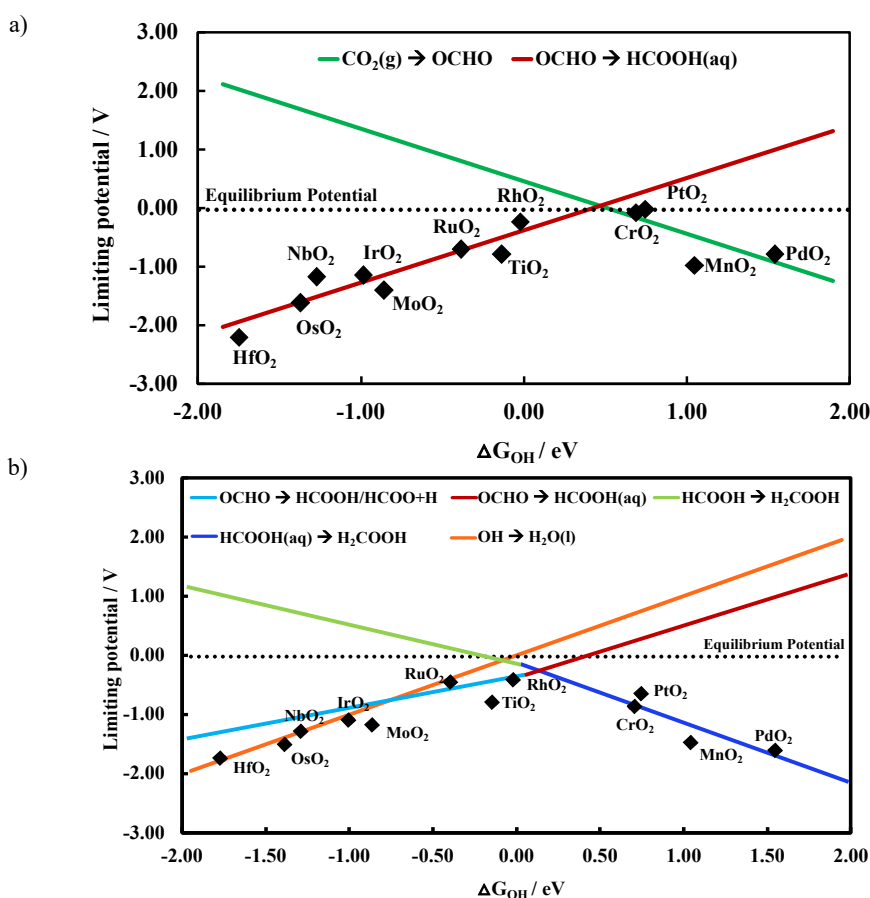 a)
3.00
CO₂(g) → OCHO OCHO → HCOOH(aq)
2.00
1.00
Equilibrium Potential
RhO₂
PtO₂
0.00
RuO₂
CrO₂
NbO₂
IrO₂
TiO₂
MnO₂
PdO₂
-1.00
MoO₂
OsO₂
-2.00
HfO₂
-3.00
Limiting potential / V
-2.00 -1.00 0.00 1.00 2.00
ΔG_OH / eV
b)
3.00
OCHO → HCOOH/HCOO+H OCHO → HCOOH(aq) HCOOH → H₂COOH
2.00
HCOOH(aq) → H₂COOH OH → H₂O(l)
1.00
Equilibrium Potential
0.00
RuO₂
RhO₂
PtO₂
IrO₂
TiO₂
NbO₂
MoO₂
CrO₂
-1.00
PdO₂
HfO₂
OsO₂
MnO₂
-2.00
-3.00
Limiting potential / V
-2.00 -1.50 -1.00 -0.50 0.00 0.50 1.00 1.50 2.00
ΔG_OH / eV